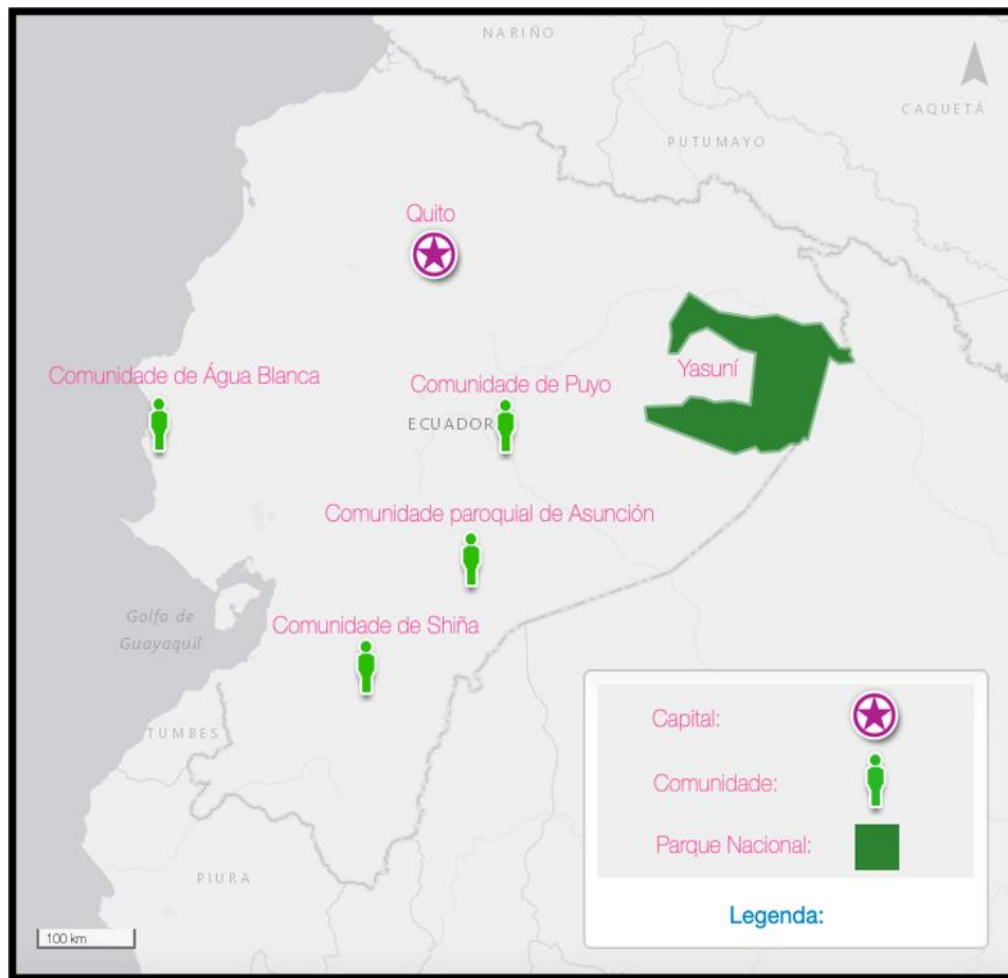 NARIÑO
CAQUETÁ
PUTUMAYO
Quito
Yasuní
Comunidade de Água Blanca
Comunidade de Puyo
ECUADOR
Comunidade paroquial de Asunción
Golfo de
Guayaquil
Comunidade de Shiña
TUMBES
PIURA
Capital:
Comunidade:
Parque Nacional:
Legenda:
100 km